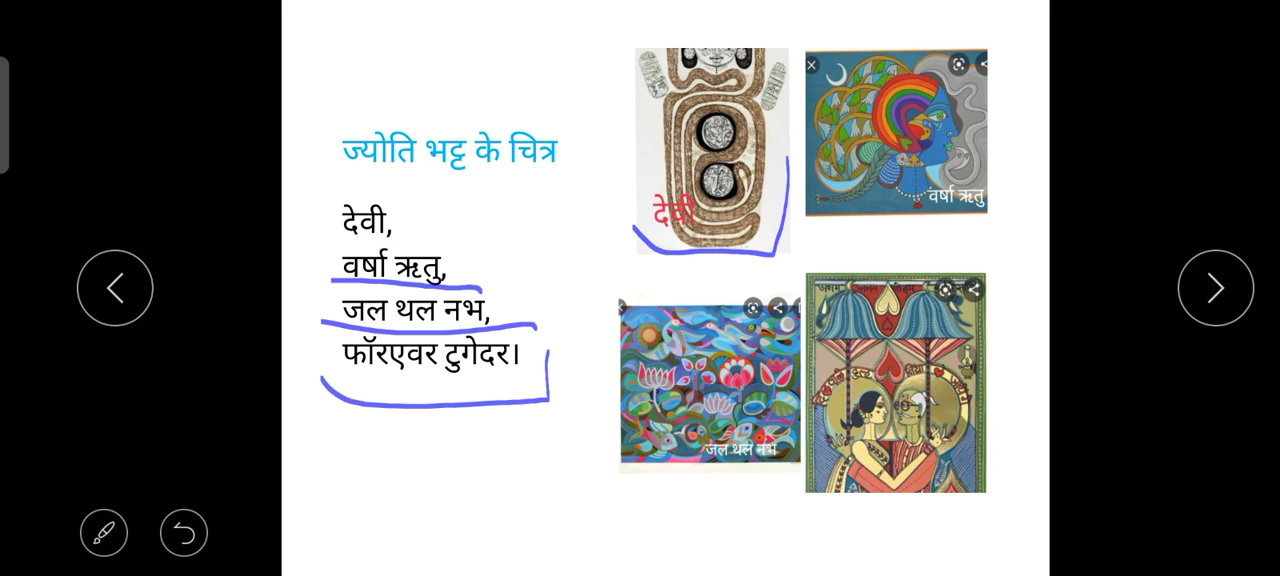 ज्योति भट्ट के चित्र
देवी,
वर्षा ऋतु,
जल थल नभ,
फॉरएवर टुगेदर।
देवी
वर्षा ऋतु
जल थल नभ